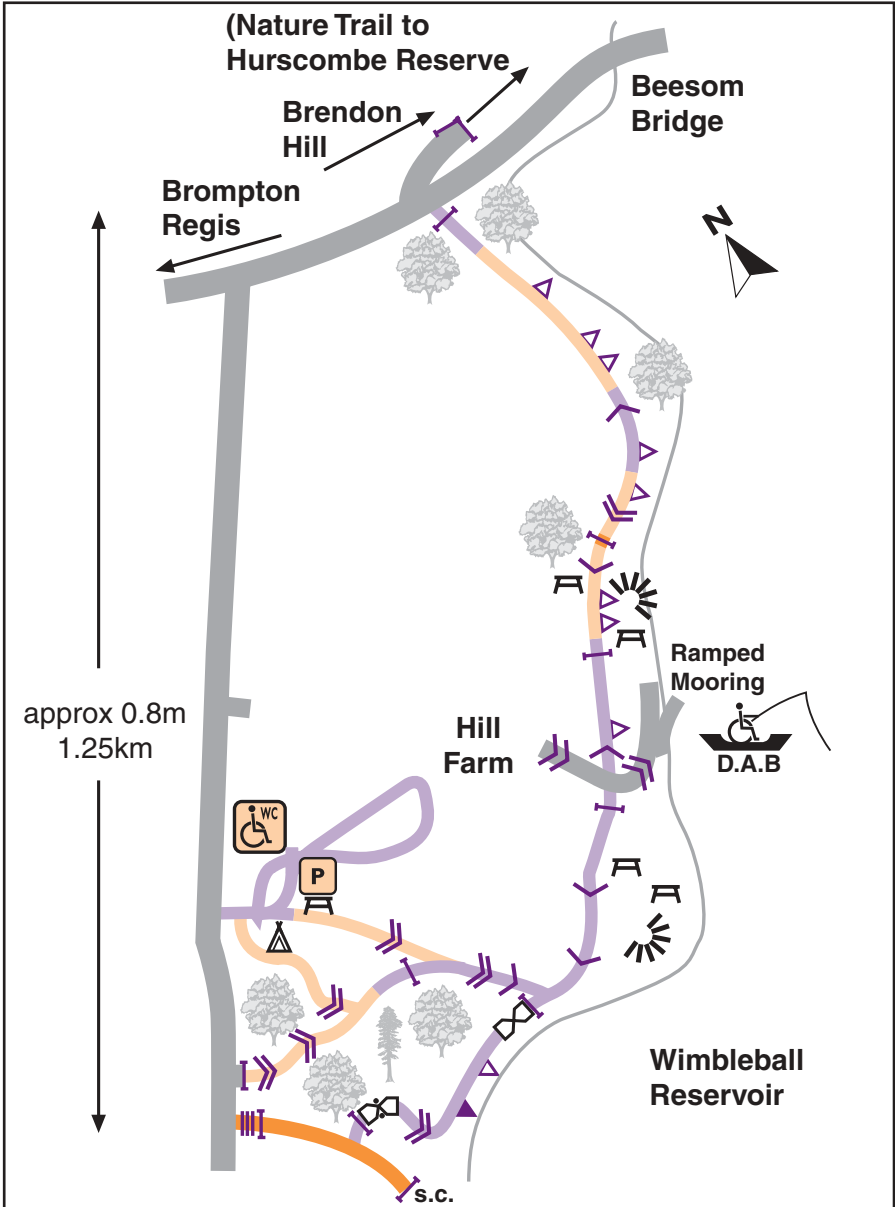 (Nature Trail to
Hurscombe Reserve
Beesom
Bridge
Brendon
Hill
Brompton
Regis
N
Ramped
Mooring
D.A.B
approx 0.8m
1.25km
Hill
Farm
WC
P
Wimbleball
Reservoir
s.c.